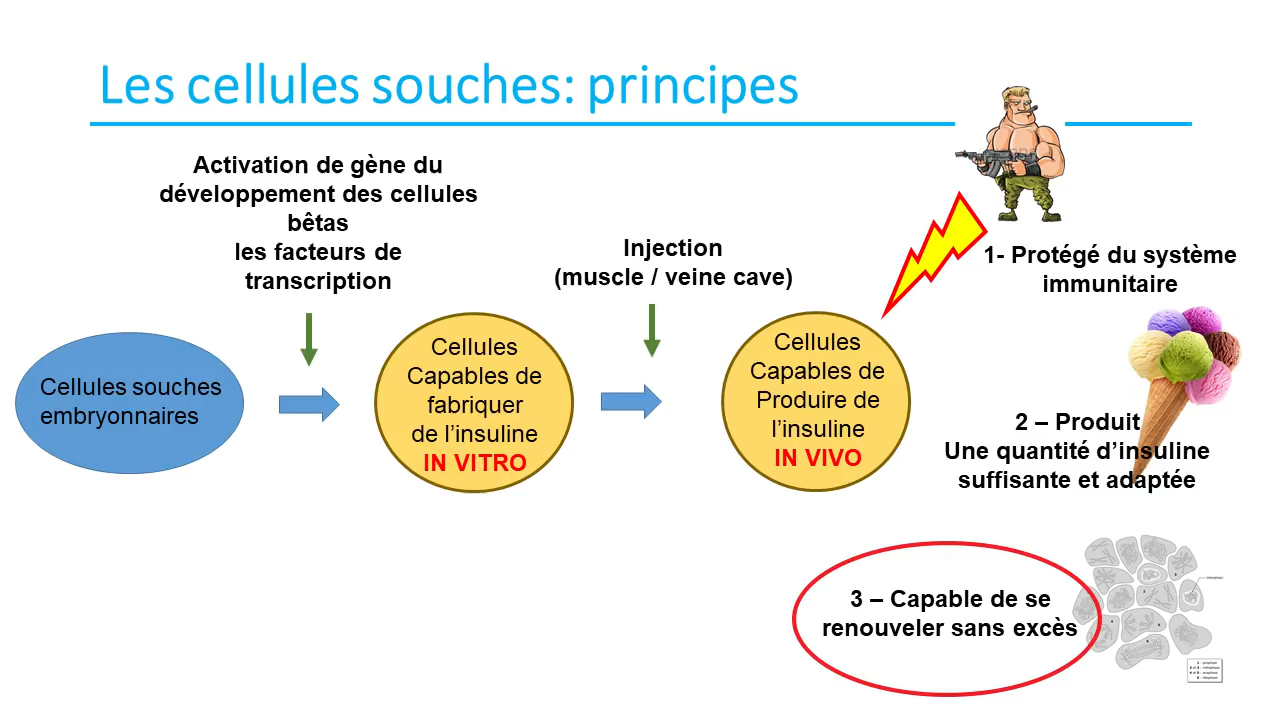 Les cellules souches: principes
Activation de gène du
développement des cellules
bêtas
les facteurs de
transcription
Injection
(muscle / veine cave)
1- Protégé du système
immunitaire
Cellules souches
embryonnaires
Cellules
Capables de
fabriquer
de l’insuline
IN VITRO
Cellules
Capables de
Produire de
l’insuline
IN VIVO
2 – Produit
Une quantité d’insuline
suffisante et adaptée
3 – Capable de se
renouveler sans excès